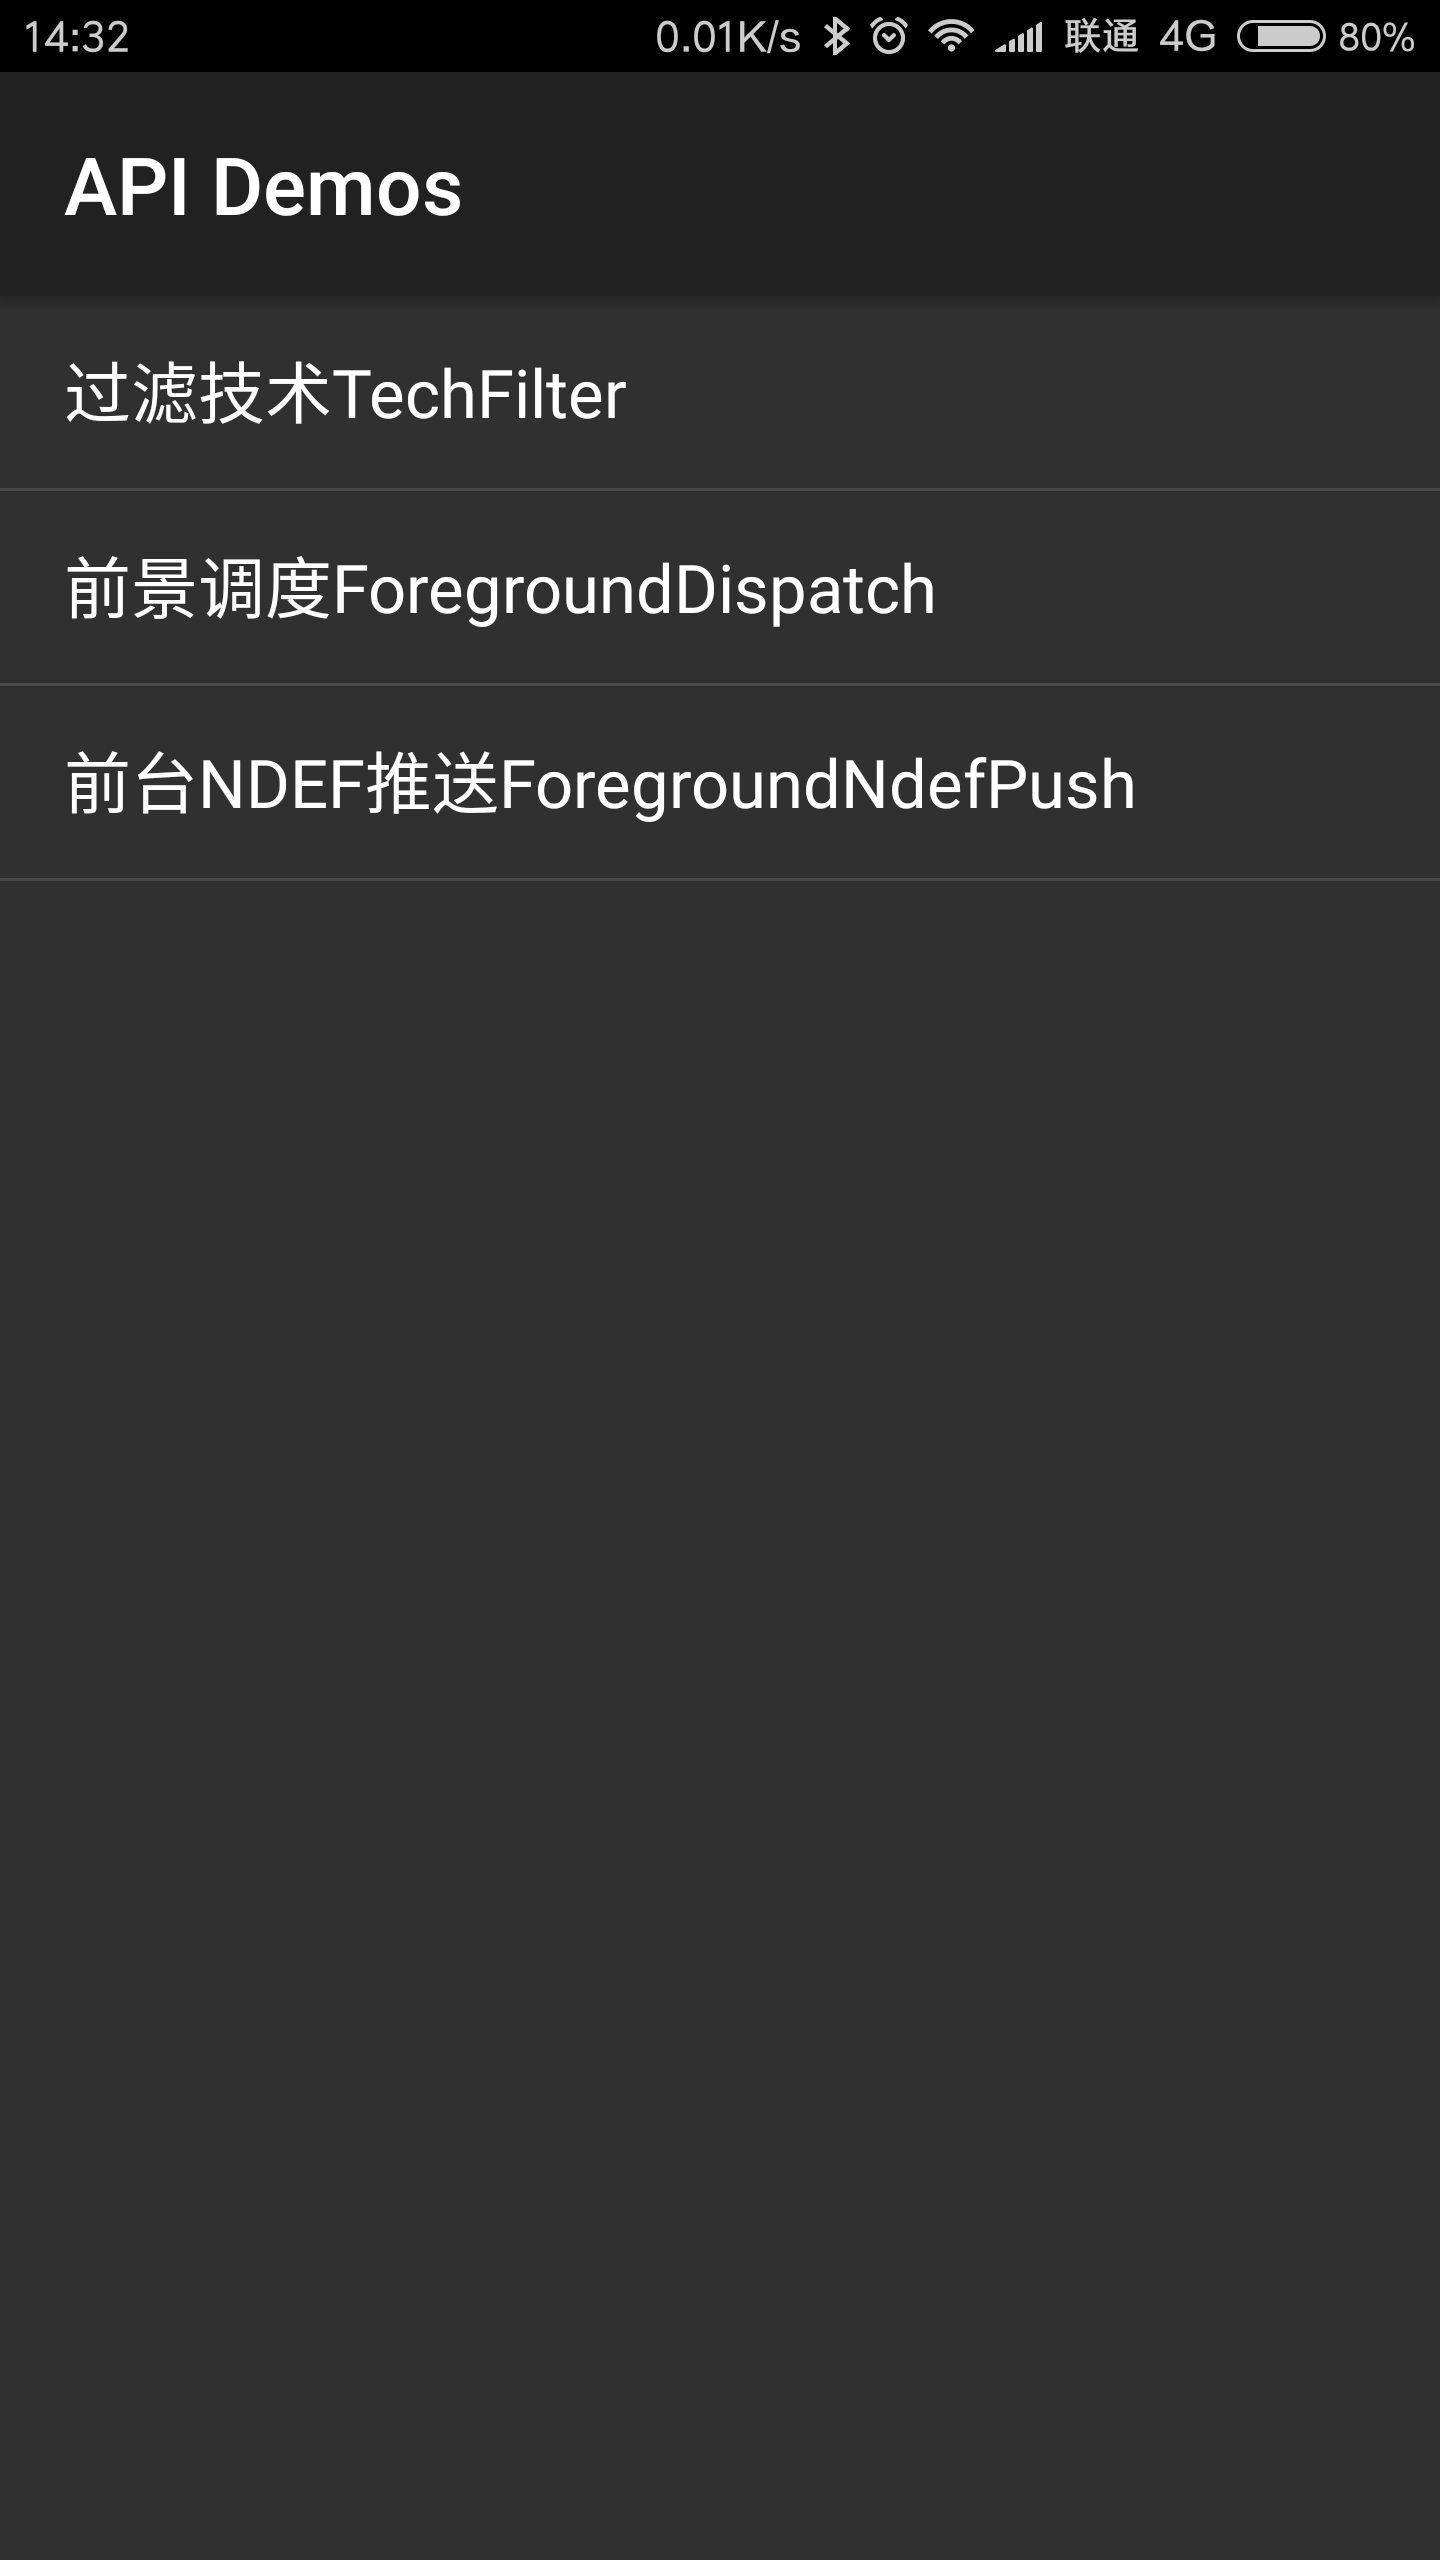 14:32 0.01K/s 联通 4G 80%
API Demos
过滤技术TechFilter
前景调度ForegroundDispatch
前台NDEF推送ForegroundNdefPush